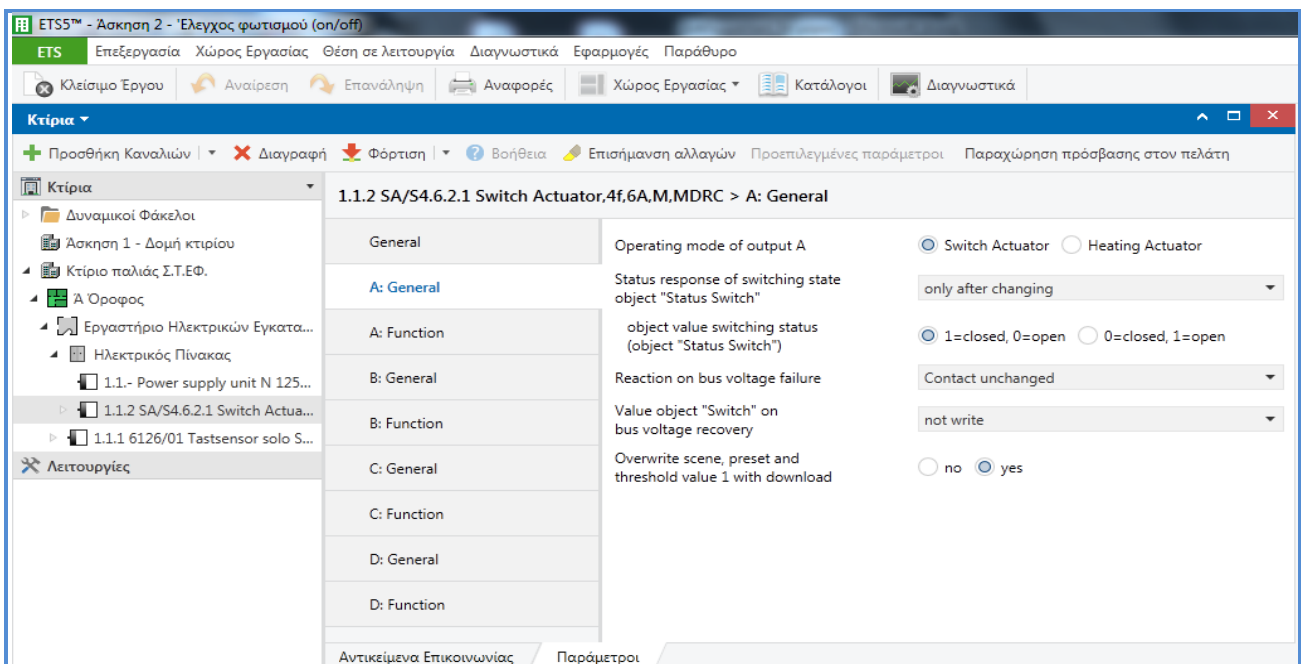 ETS5™ - Άσκηση 2 - 'Έλεγχος φωτισμού (on/off)
ETS Επεξεργασία Χώρος Εργασίας Θέση σε λειτουργία Διαγνωστικά Εφαρμογές Παράθυρο
Κλείσιμο Έργου Αναίρεση Επανάληψη Αναφορές Χώρος Εργασίας Κατάλογοι Διαγνωστικά
Κτίρια
Προσθήκη Καναλιών Διαγραφή Φόρτιση Βοήθεια Επισήμανση αλλαγών Προεπιλεγμένες παράμετροι Παραχώρηση πρόσβασης στον πελάτη
Κτίρια
Δυναμικοί Φάκελοι
Άσκηση 1 - Δομή κτιρίου
Κτίριο παλιάς Σ.Τ.ΕΦ.
Ά Όροφος
Εργαστήριο Ηλεκτρικών Εγκατα...
Ηλεκτρικός Πίνακας
1.1.- Power supply unit N 125...
1.1.2 SA/S4.6.2.1 Switch Actua...
1.1.1 6126/01 Tastsensor solo S...
Λειτουργίες
1.1.2 SA/S4.6.2.1 Switch Actuator,4f,6A,M,MDRC > A: General
General
A: General
A: Function
B: General
B: Function
C: General
C: Function
D: General
D: Function
Operating mode of output A Switch Actuator Heating Actuator
Status response of switching state
object "Status Switch" only after changing
object value switching status
(object "Status Switch") 1=closed, 0=open 0=closed, 1=open
Reaction on bus voltage failure Contact unchanged
Value object "Switch" on
bus voltage recovery not write
Overwrite scene, preset and
threshold value 1 with download no yes
Αντικείμενα Επικοινωνίας Παράμετροι